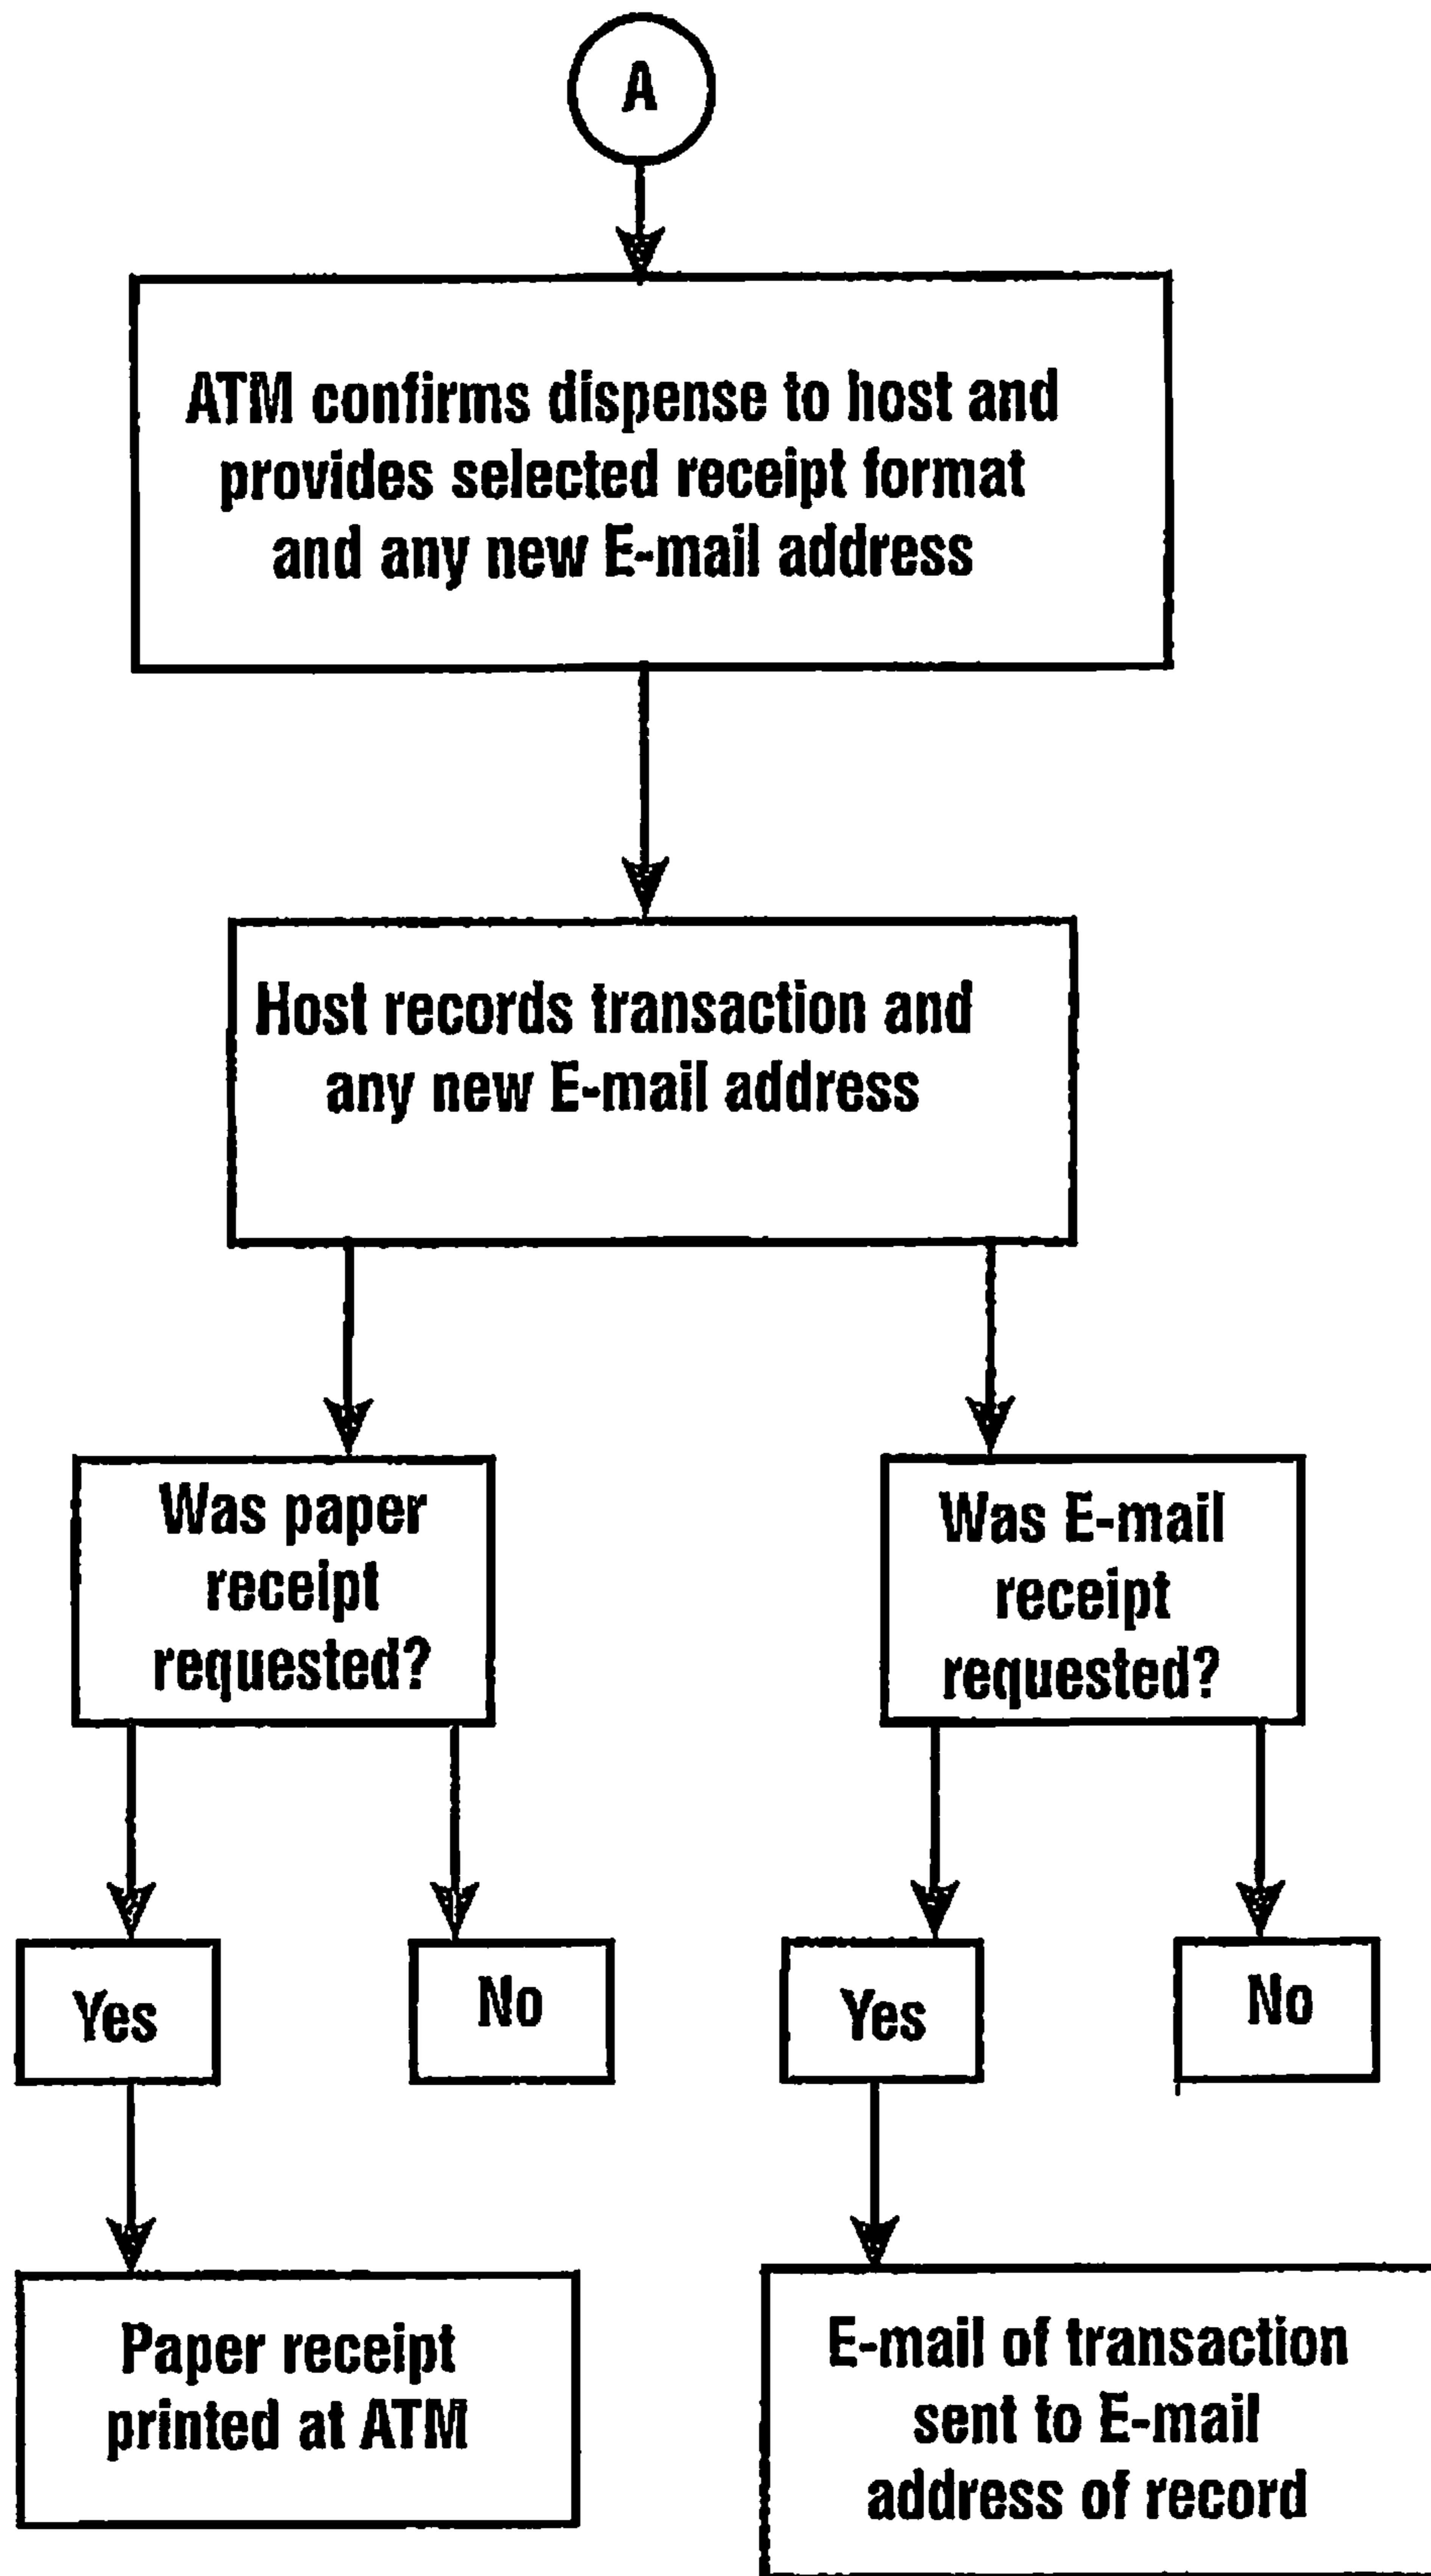 A
ATM confirms dispense to host and
provides selected receipt format
and any new E-mail address
Host records transaction and
any new E-mail address
Was paper
receipt
requested?
Was E-mail
receipt
requested?
Yes
No
Yes
No
Paper receipt
printed at ATM
E-mail of transaction
sent to E-mail
address of record